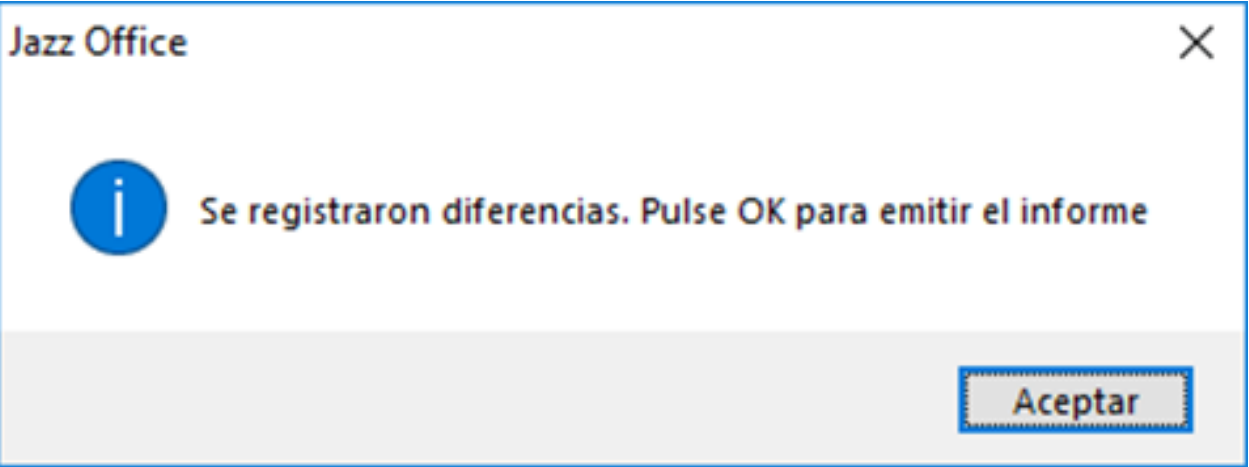 Jazz Office
Se registraron diferencias. Pulse OK para emitir el informe
Aceptar